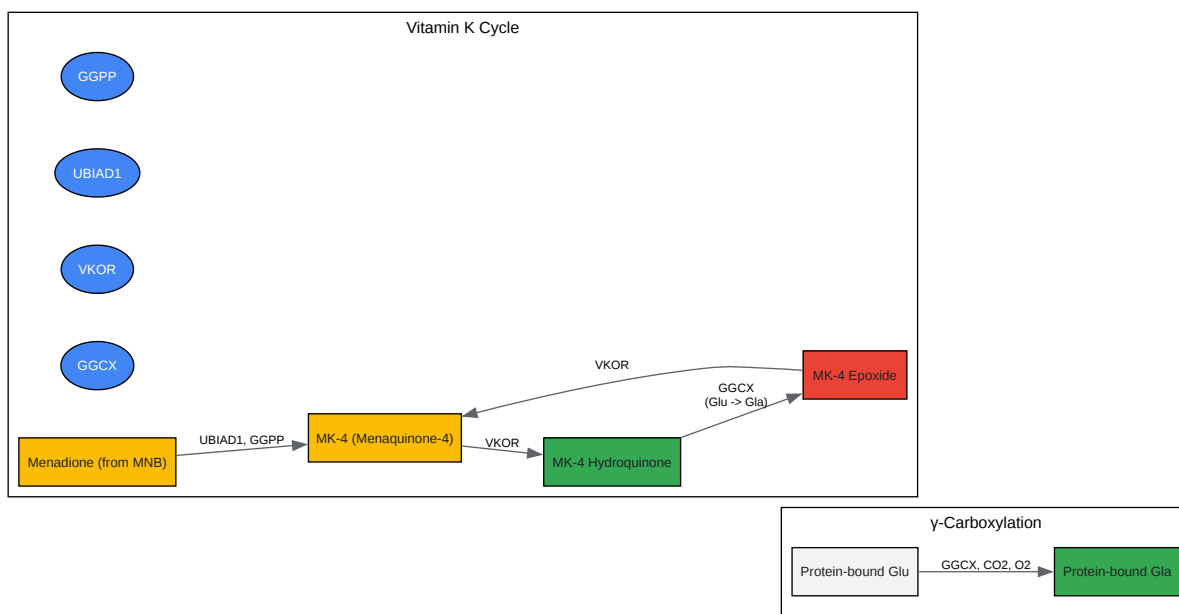 Vitamin K Cycle
GGPP
UBIAD1
VKOR
GGCX
VKOR
MK-4 Epoxide
GGCX
(Glu -> Gla)
UBIAD1, GGPP
MK-4 (Menaquinone-4)
VKOR
Menadione (from MNB)
MK-4 Hydroquinone
γ-Carboxylation
Protein-bound Glu
GGCX, CO2, O2
Protein-bound Gla